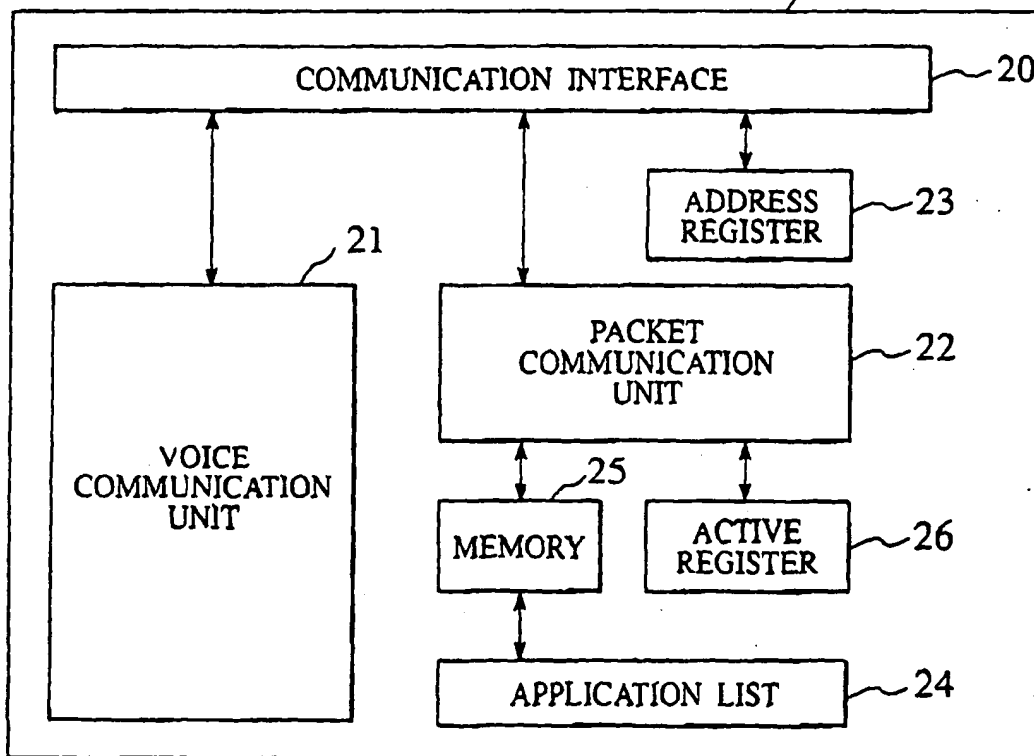 COMMUNICATION INTERFACE
20
ADDRESS
REGISTER
23
21
PACKET
COMMUNICATION
UNIT
22
VOICE
COMMUNICATION
UNIT
25
MEMORY
ACTIVE
REGISTER
26
APPLICATION LIST
24